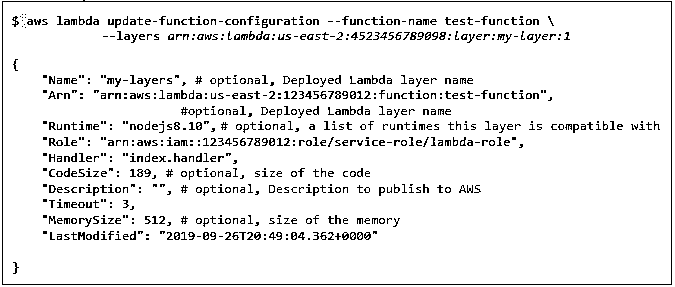 $ aws lambda update-function-configuration --function-name test-function \
--layers arn:aws:lambda:us-east-2:4523456789098:layer:my-layer:1
{
"Name": "my-layers", # optional, Deployed Lambda layer name
"Arn": "arn:aws:lambda:us-east-2:123456789012:function:test-function",
#optional, Deployed Lambda layer name
"Runtime": "nodejs8.10", # optional, a list of runtimes this layer is compatible with
"Role": "arn:aws:iam::123456789012:role/service-role/lambda-role",
"Handler": "index.handler",
"CodeSize": 189, # optional, size of the code
"Description": "", # optional, Description to publish to AWS
"Timeout": 3,
"MemorySize": 512, # optional, size of the memory
"LastModified": "2019-09-26T20:49:04.362+0000"
}